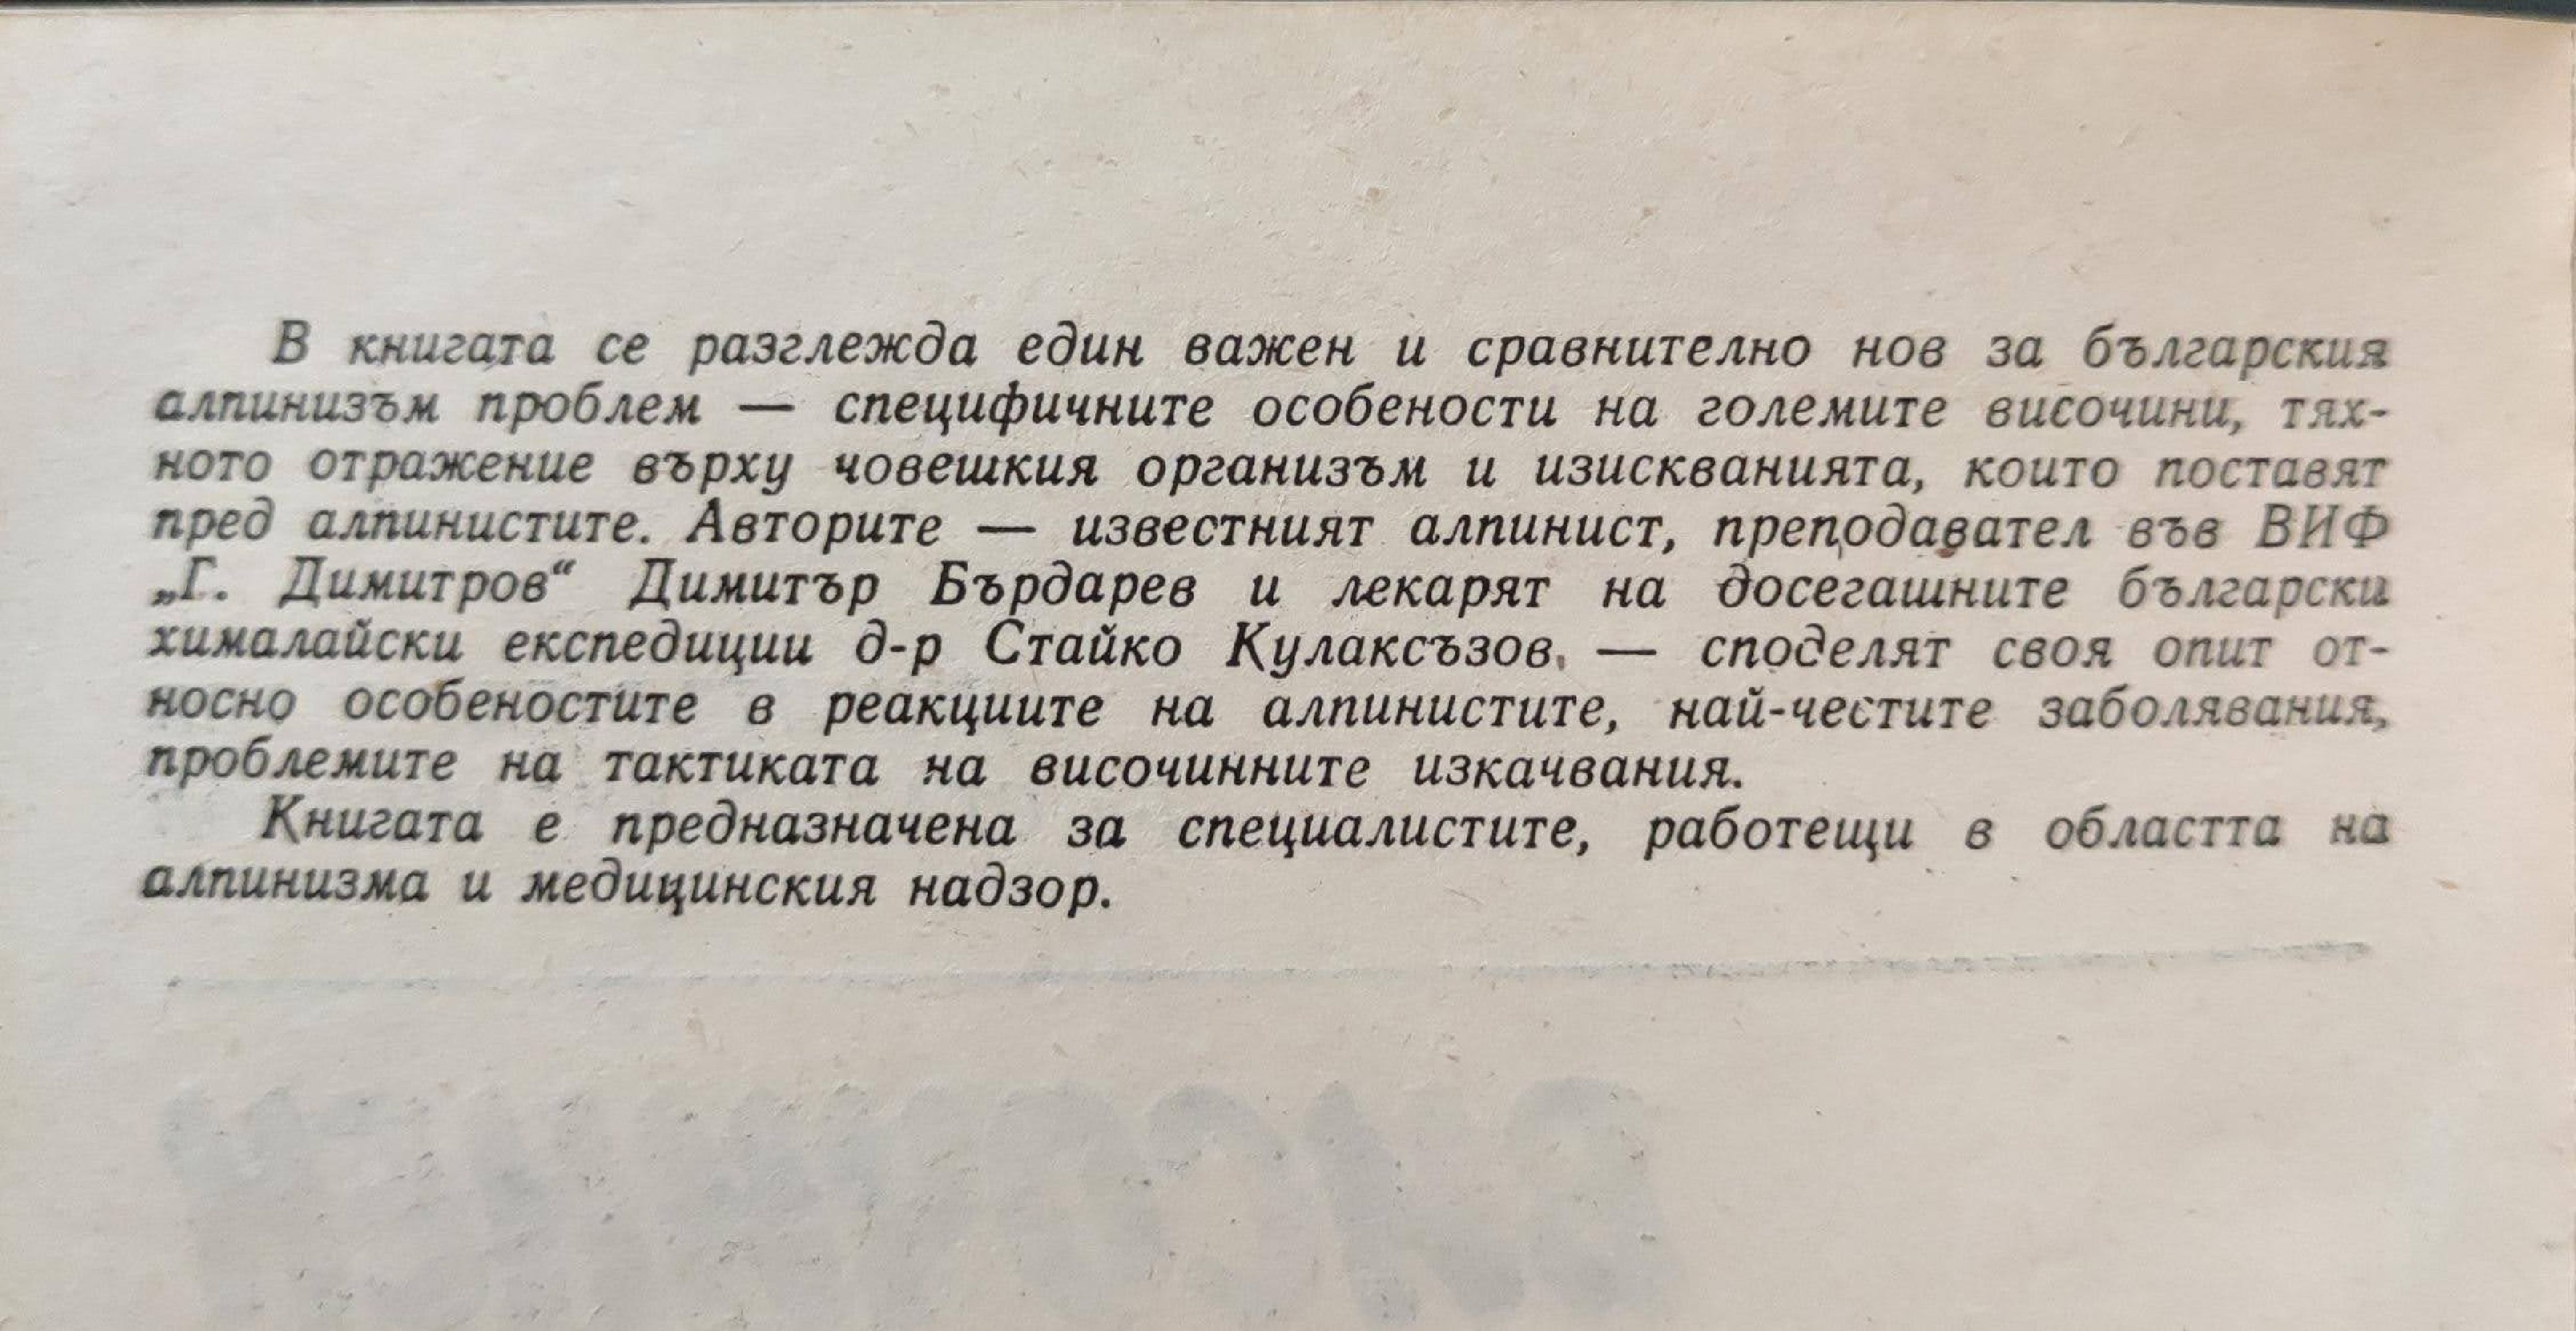 В книгата се разглежда един важен и сравнително нов за българския
алпинизъм проблем — специфичните особености на големите височини, тях-
ното отражение върху човешкия организъм и изискванията, които поставят
пред алпинистите. Авторите — известният алпинист, преподавател във ВИФ
„Г. Димитров“ Димитър Бърдарев и лекарят на досегашните български
хималайски експедиции д-р Стайко Кулаксъзов, — споделят своя опит от-
носно особеностите в реакциите на алпинистите, най-честите заболявания,
проблемите на тактиката на височинните изкачвания.
Книгата е предназначена за специалистите, работещи в областта на
алпинизма и медицинския надзор.